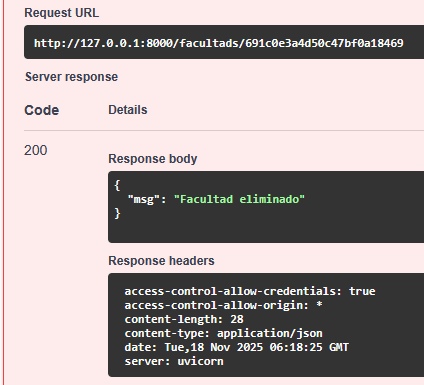 Request URL
http://127.0.0.1:8000/facultads/691c0e3a4d50c47bf0a18469
Server response
Code Details
200
Response body
{
"msg": "Facultad eliminado"
}
Response headers
access-control-allow-credentials: true
access-control-allow-origin: *
content-length: 28
content-type: application/json
date: Tue,18 Nov 2025 06:18:25 GMT
server: uvicorn